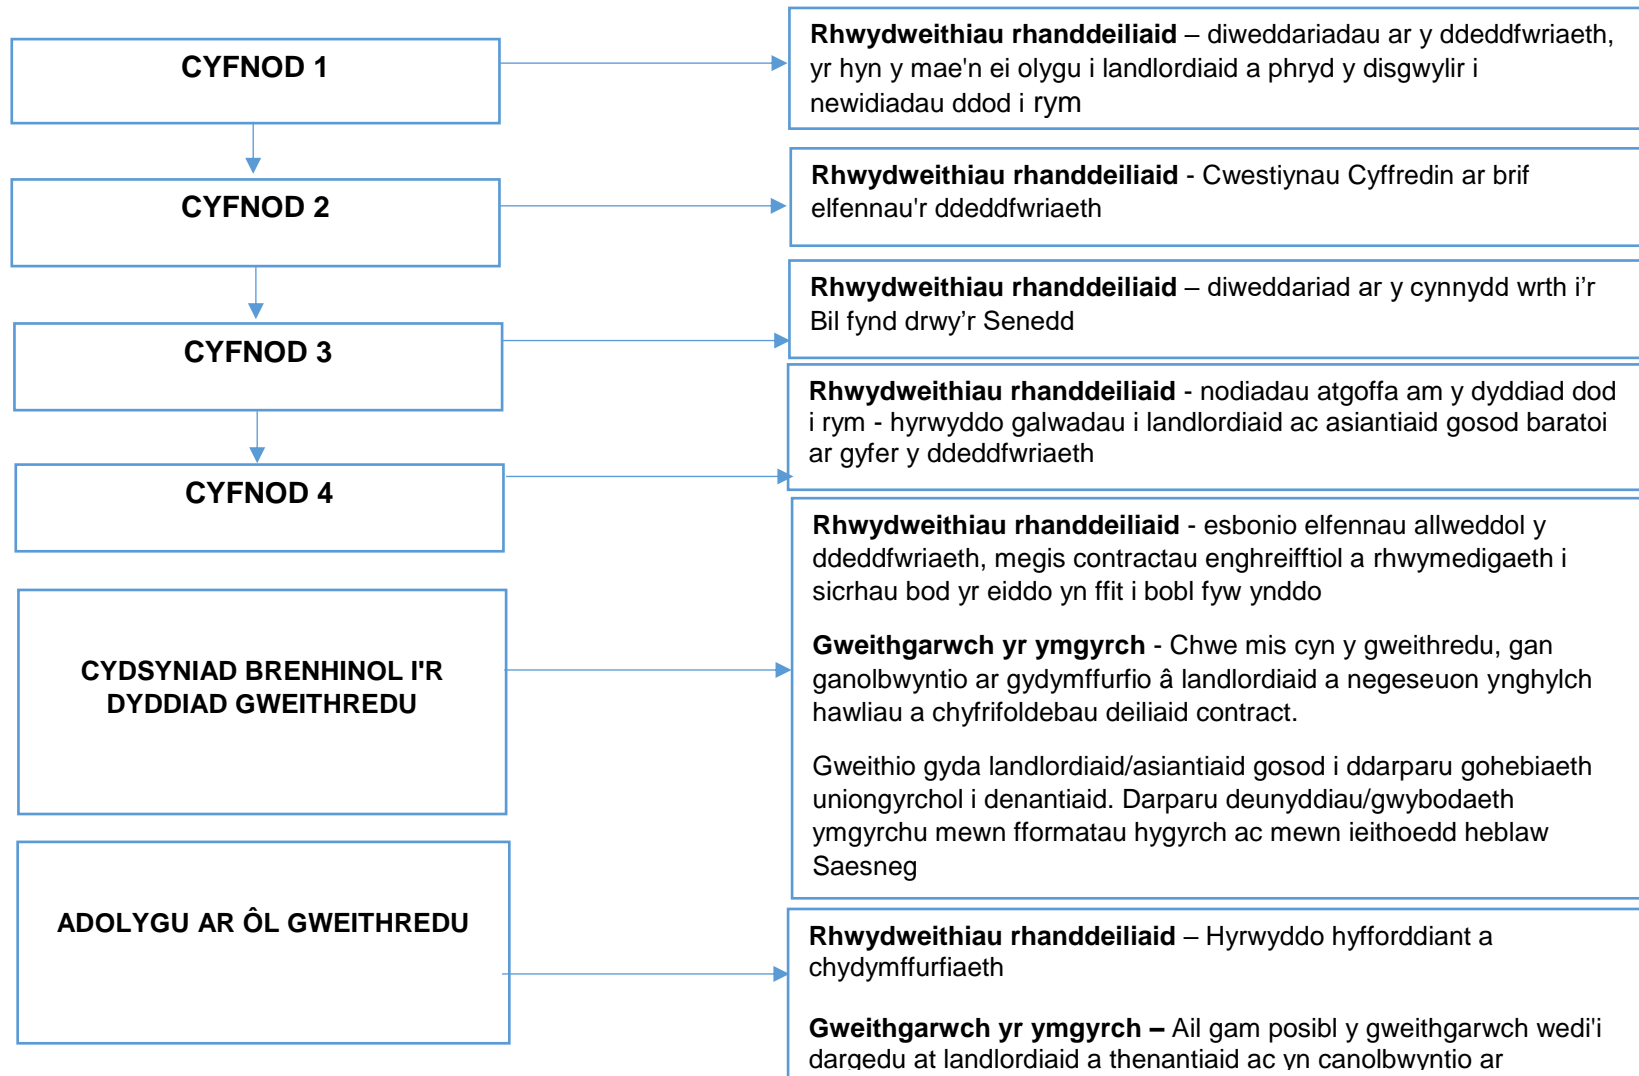 CYFNOD 1
Rhwydweithiau rhanddeiliaid – diweddariadau ar y ddeddfwriaeth,
yr hyn y mae'n ei olygu i landlordiaid a phryd y disgwylir i
newidiadau ddod i rym
CYFNOD 2
Rhwydweithiau rhanddeiliaid - Cwestiynau Cyffredin ar brif
elfennau'r ddeddfwriaeth
CYFNOD 3
Rhwydweithiau rhanddeiliaid – diweddariad ar y cynnydd wrth i’r
Bil fynd drwy’r Senedd
CYFNOD 4
Rhwydweithiau rhanddeiliaid - nodiadau atgoffa am y dyddiad dod
i rym - hyrwyddo galwadau i landlordiaid ac asiantiaid gosod baratoi
ar gyfer y ddeddfwriaeth
CYDSYNIAD BRENHINOL I'R
DYDDIAD GWEITHREDU
Rhwydweithiau rhanddeiliaid - esbonio elfennau allweddol y
ddeddfwriaeth, megis contractau enghreifftiol a rhwymedigaeth i
sicrhau bod yr eiddo yn ffit i bobl fyw ynddo
Gweithgarwch yr ymgyrch - Chwe mis cyn y gweithredu, gan
ganolbwyntio ar gydymffurfio â landlordiaid a negeseuon ynghylch
hawliau a chyfrifoldebau deiliaid contract.
Gweithio gyda landlordiaid/asiantiaid gosod i ddarparu gohebiaeth
uniongyrchol i denantiaid. Darparu deunyddiau/gwybodaeth
ymgyrchu mewn fformatau hygyrch ac mewn ieithoedd heblaw
Saesneg
ADOLYGU AR ÔL GWEITHREDU
Rhwydweithiau rhanddeiliaid – Hyrwyddo hyfforddiant a
chydymffurfiaeth
Gweithgarwch yr ymgyrch – Ail gam posibl y gweithgarwch wedi'i
dargedu at landlordiaid a thenantiaid ac yn canolbwyntio ar